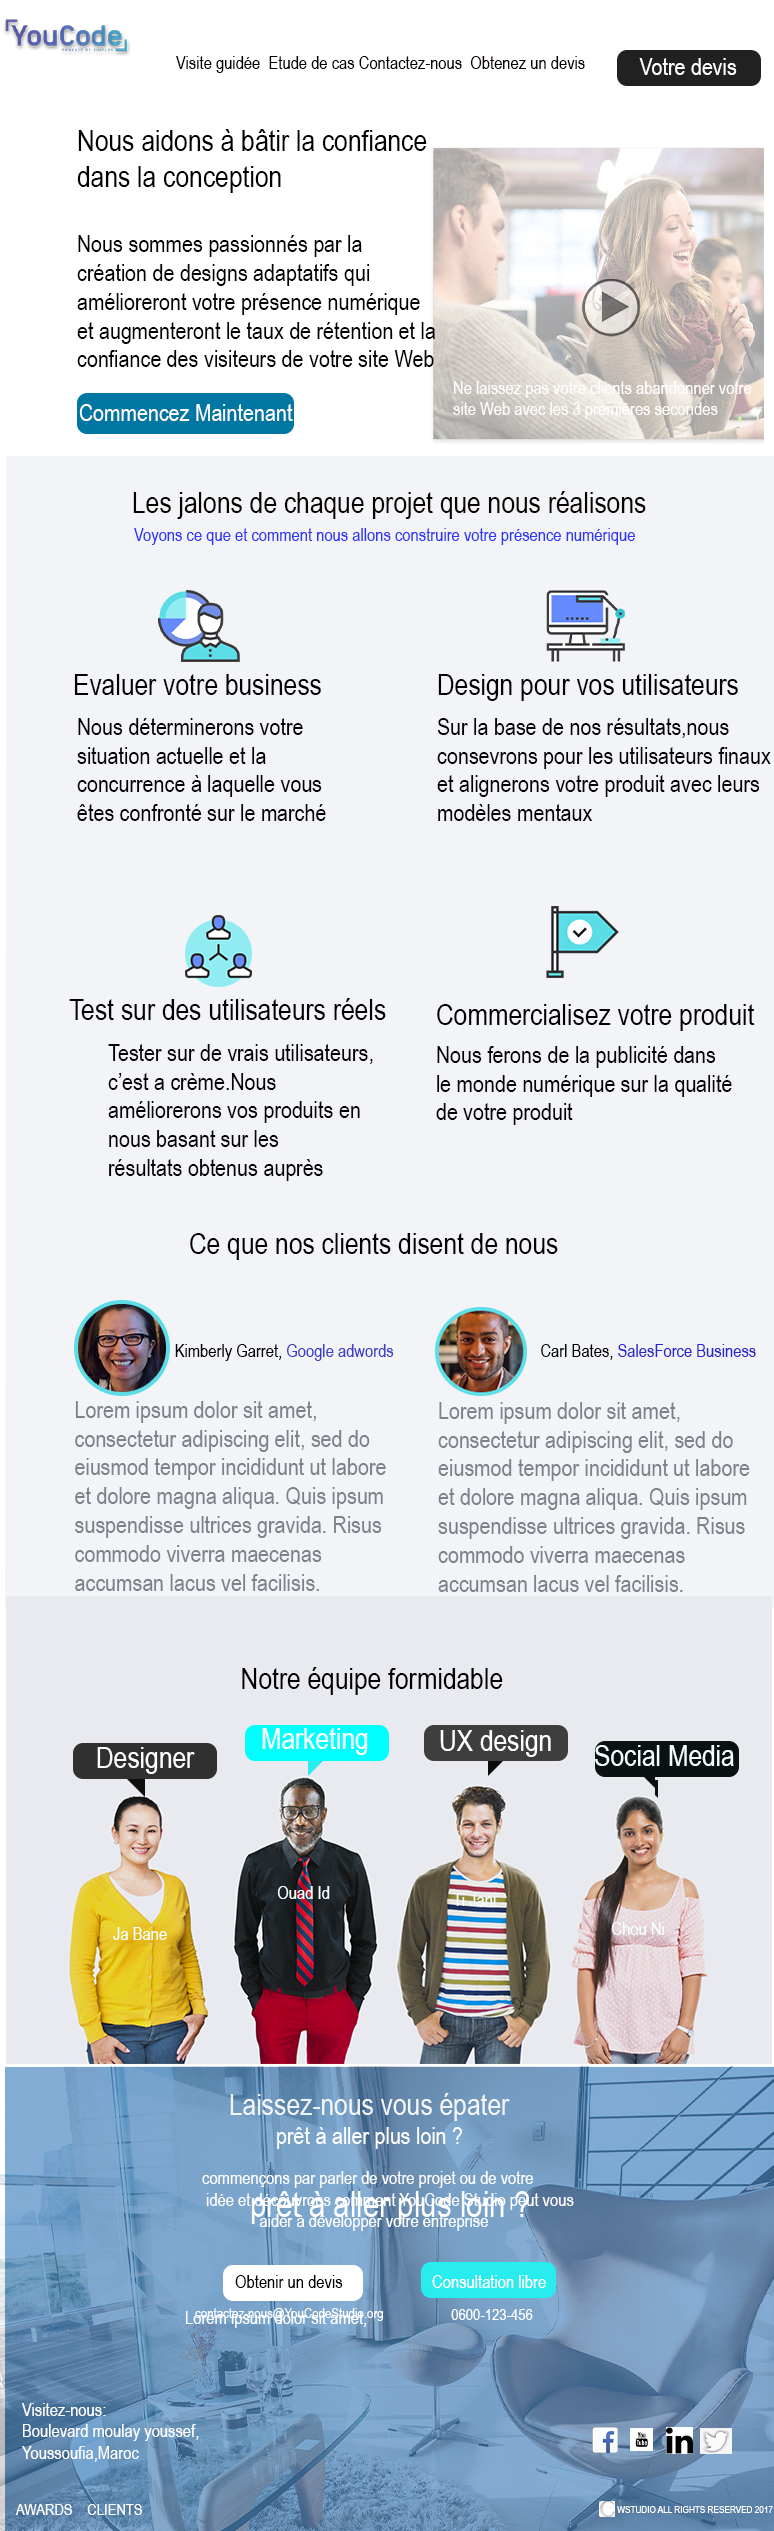 YouCode
Visite guidée Etude de cas Contactez-nous Obtenez un devis
Votre devis
Nous aidons à bâtir la confiance
dans la conception
Nous sommes passionnés par la
création de designs adaptatifs qui
amélioreront votre présence numérique
et augmenteront le taux de rétention et la
confiance des visiteurs de votre site Web
Commencez Maintenant
Ne laissez pas votre clients abandonner votre
site Web avec les 3 premières secondes
Les jalons de chaque projet que nous réalisons
Voyons ce que et comment nous allons construire votre présence numérique
Evaluer votre business
Nous déterminerons votre
situation actuelle et la
concurrence à laquelle vous
êtes confronté sur le marché
Design pour vos utilisateurs
Sur la base de nos résultats,nous
consevrons pour les utilisateurs finaux
et alignerons votre produit avec leurs
modèles mentaux
Test sur des utilisateurs réels
Tester sur de vrais utilisateurs,
c’est a crème.Nous
améliorerons vos produits en
nous basant sur les
résultats obtenus auprès
Commercialisez votre produit
Nous ferons de la publicité dans
le monde numérique sur la qualité
de votre produit
Ce que nos clients disent de nous
Kimberly Garret, Google adwords
Lorem ipsum dolor sit amet,
consectetur adipiscing elit, sed do
eiusmod tempor incididunt ut labore
et dolore magna aliqua. Quis ipsum
suspendisse ultrices gravida. Risus
commodo viverra maecenas
accumsan lacus vel facilisis.
Carl Bates, SalesForce Business
Lorem ipsum dolor sit amet,
consectetur adipiscing elit, sed do
eiusmod tempor incididunt ut labore
et dolore magna aliqua. Quis ipsum
suspendisse ultrices gravida. Risus
commodo viverra maecenas
accumsan lacus vel facilisis.
Notre équipe formidable
Designer
Marketing
UX design
Social Media
Ja Bane
Ouad Id
Chou Ni
Laissez-nous vous épater
prêt à aller plus loin ?
commençons par parler de votre projet ou de votre
idée et découvrons comment YouCode Studio peut vous
aider à développer votre entreprise
prêt à aller plus loin ?
Obtenir un devis
Consultation libre
contactez-nous@YouCodeStudio.org
Lorem ipsum dolor sit amet,
0600-123-456
Visitez-nous:
Boulevard moulay youssef,
Youssoufia,Maroc
You Tube
in
AWARDS CLIENTS
WSTUDIO ALL RIGHTS RESERVED 2017